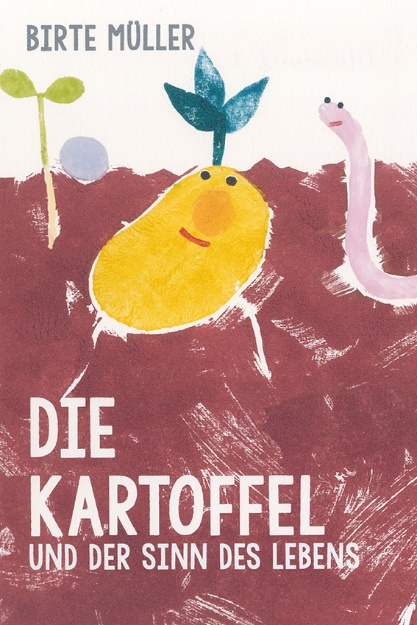 BIRTE MÜLLER
DIE
KARTOFFEL
UND DER SINN DES LEBENS